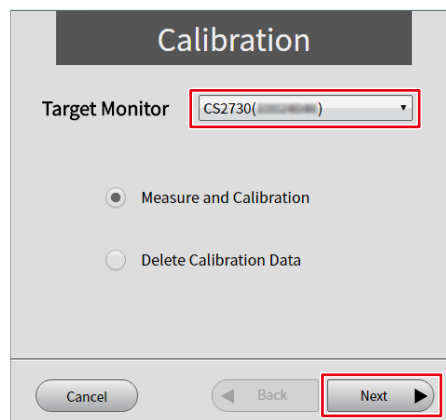 Calibration
Target Monitor
CS2730( )
Measure and Calibration
Delete Calibration Data
Cancel
Back
Next